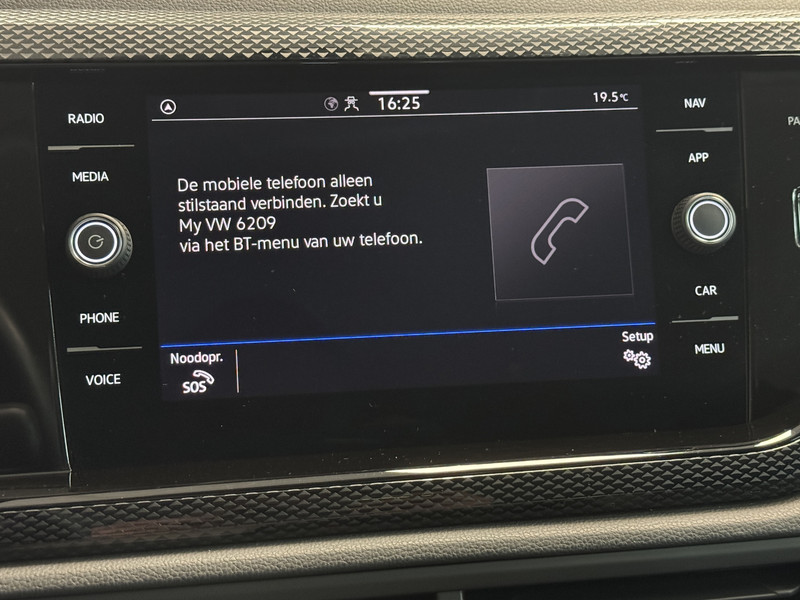 RADIO
MEDIA
PHONE
VOICE
16:25
19.5°C
De mobiele telefoon alleen
stilstaand verbinden. Zoekt u
My VW 6209
via het BT-menu van uw telefoon.
Noodopr.
SOS
Setup
NAV
APP
CAR
MENU
PA